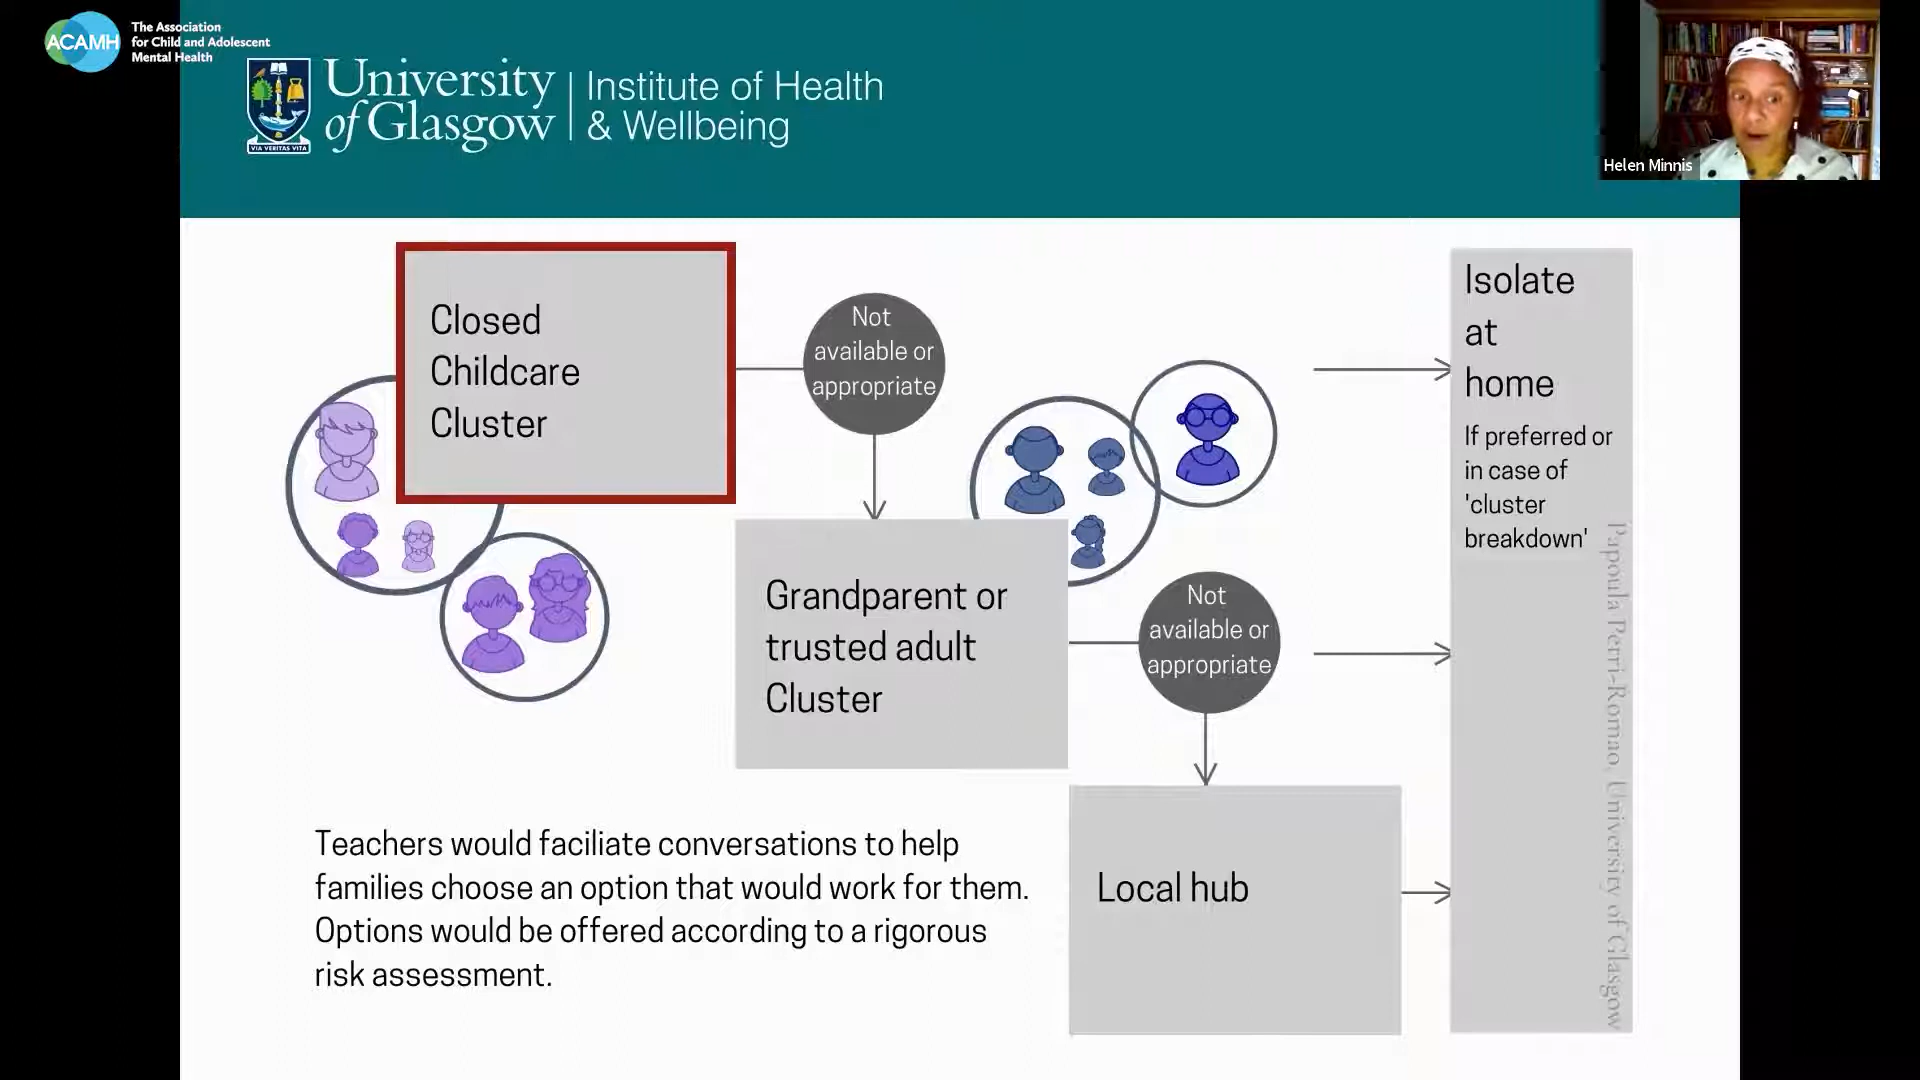 ACAMH
The Association
for Child and Adolescent
Mental Health
University
of Glasgow
Institute of Health
& Wellbeing
VIA VERITAS VITA
Helen Minnis
Closed
Childcare
Cluster
Not
available or
appropriate
Isolate
at
home
If preferred or
in case of
'cluster
breakdown'
Grandparent or
trusted adult
Cluster
Not
available or
appropriate
Local hub
Teachers would faciliate conversations to help
families choose an option that would work for them.
Options would be offered according to a rigorous
risk assessment.
Papoula Petri-Romao, University of Glasgow